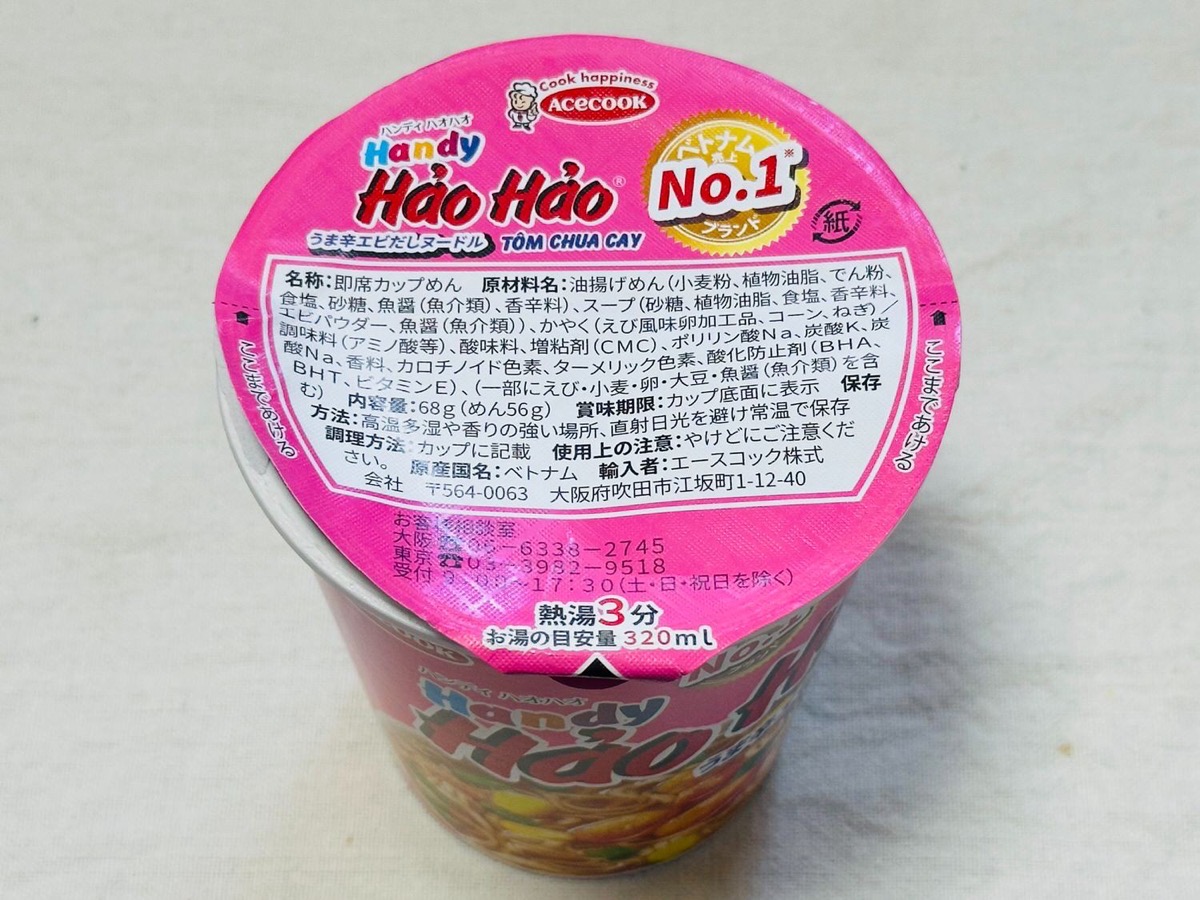 Cook happiness
Acecook
ハンディ ハオハオ
Handy
Hảo Hảo®
うま辛エビだしヌードル TÔM CHUA CAY
ベトナム
売上
No.1※
ブランド
紙
名称:即席カップめん 原材料名:油揚げめん(小麦粉、植物油脂、でん粉、
食塩、砂糖、魚醤(魚介類)、香辛料)、スープ(砂糖、植物油脂、食塩、香辛料、
エビパウダー、魚醤(魚介類))、かやく(えび風味卵加工品、コーン、ねぎ)/
調味料(アミノ酸等)、酸味料、増粘剤(CMC)、ポリリン酸Na、炭酸K、炭
酸Na、香料、カロチノイド色素、ターメリック色素、酸化防止剤(BHA、
BHT、ビタミンE)、(一部にえび・小麦・卵・大豆・魚醤(魚介類)を含
む) 内容量:68g(めん56g) 賞味期限:カップ底面に表示 保存
方法:高温多湿や香りの強い場所、直射日光を避け常温で保存
調理方法:カップに記載 使用上の注意:やけどにご注意くだ
さい。 原産国名:ベトナム 輸入者:エースコック株式
会社 〒564-0063 大阪府吹田市江坂町1-12-40
ここまであける
ここまであける
お客様相談室
大阪☎06-6338-2745
東京☎03-3982-9518
受付 9:00~17:30(土・日・祝日を除く)
熱湯3分
お湯の目安量 320ml
No.1
ハンディ ハオハオ
Handy
Hảo